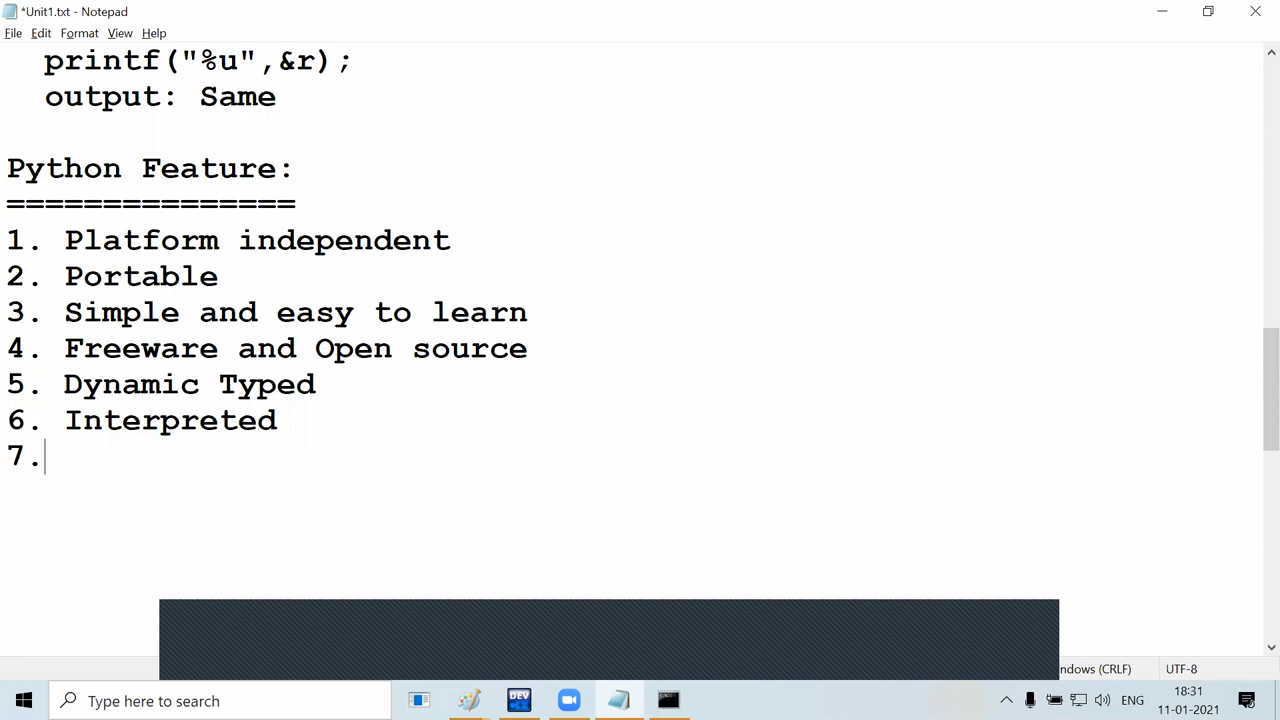 *Unit1.txt - Notepad
File Edit Format View Help
printf("%u",&r);
output: Same
Python Feature:
===============
1. Platform independent
2. Portable
3. Simple and easy to learn
4. Freeware and Open source
5. Dynamic Typed
6. Interpreted
7.
ndows (CRLF) UTF-8
Type here to search
DEV
ENG
18:31
11-01-2021